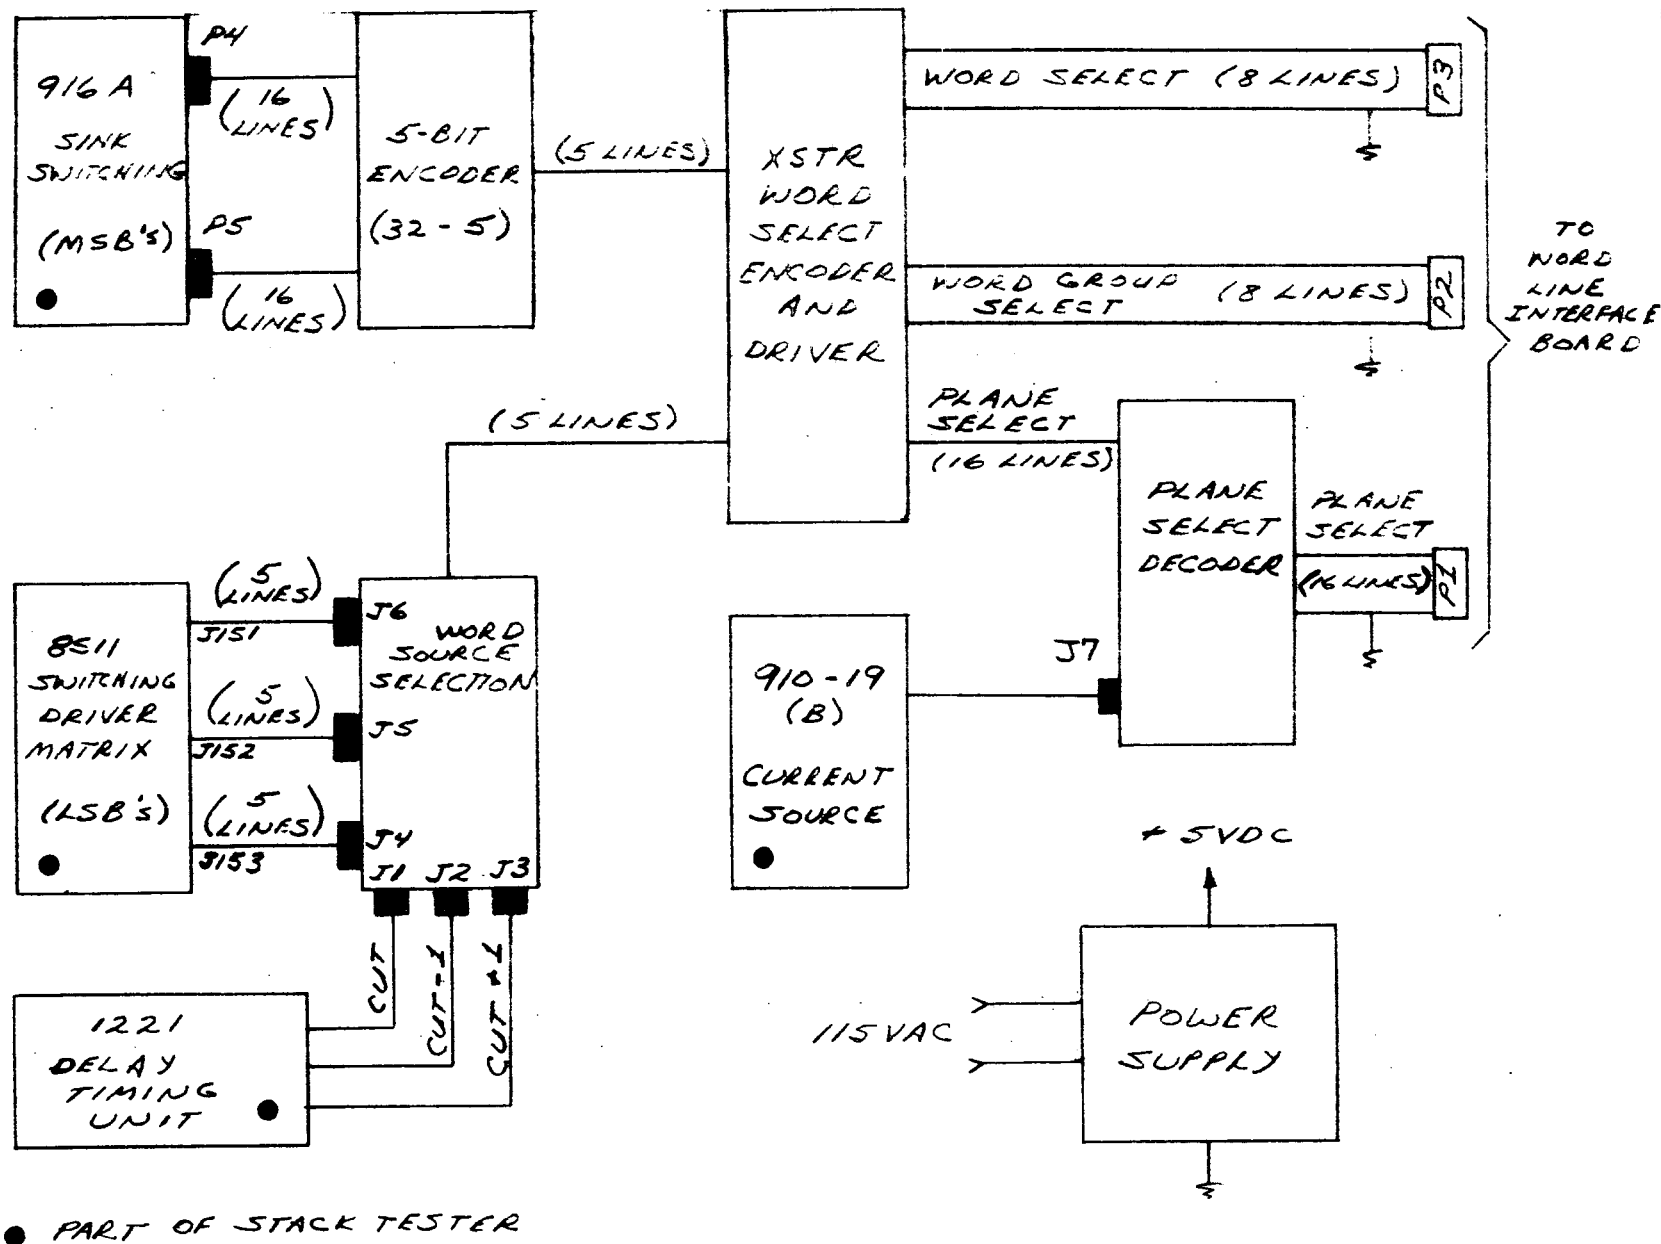 916 A
SINK
SWITCHING
(MSB's)
P4
(16
LINES)
P5
(16
LINES)
5-BIT
ENCODER
(32-5)
(5 LINES)
XSTR
WORD
SELECT
ENCODER
AND
DRIVER
WORD SELECT (8 LINES)
P3
WORD GROUP
SELECT
(8 LINES)
P2
TO
WORD
LINE
INTERFACE
BOARD
(5 LINES)
PLANE
SELECT
(16 LINES)
PLANE
SELECT
DECODER
PLANE
SELECT
(16 LINES)
P1
8511
SWITCHING
DRIVER
MATRIX
(LSB's)
(5
LINES)
J151
(5
LINES)
J152
(5
LINES)
J153
J6
WORD
SOURCE
SELECTION
J5
J4
J1 J2 J3
CUT
CUT-1
CUT+1
910-19
(B)
CURRENT
SOURCE
J7
+5VDC
115 VAC
POWER
SUPPLY
1221
DELAY
TIMING
UNIT
● PART OF STACK TESTER